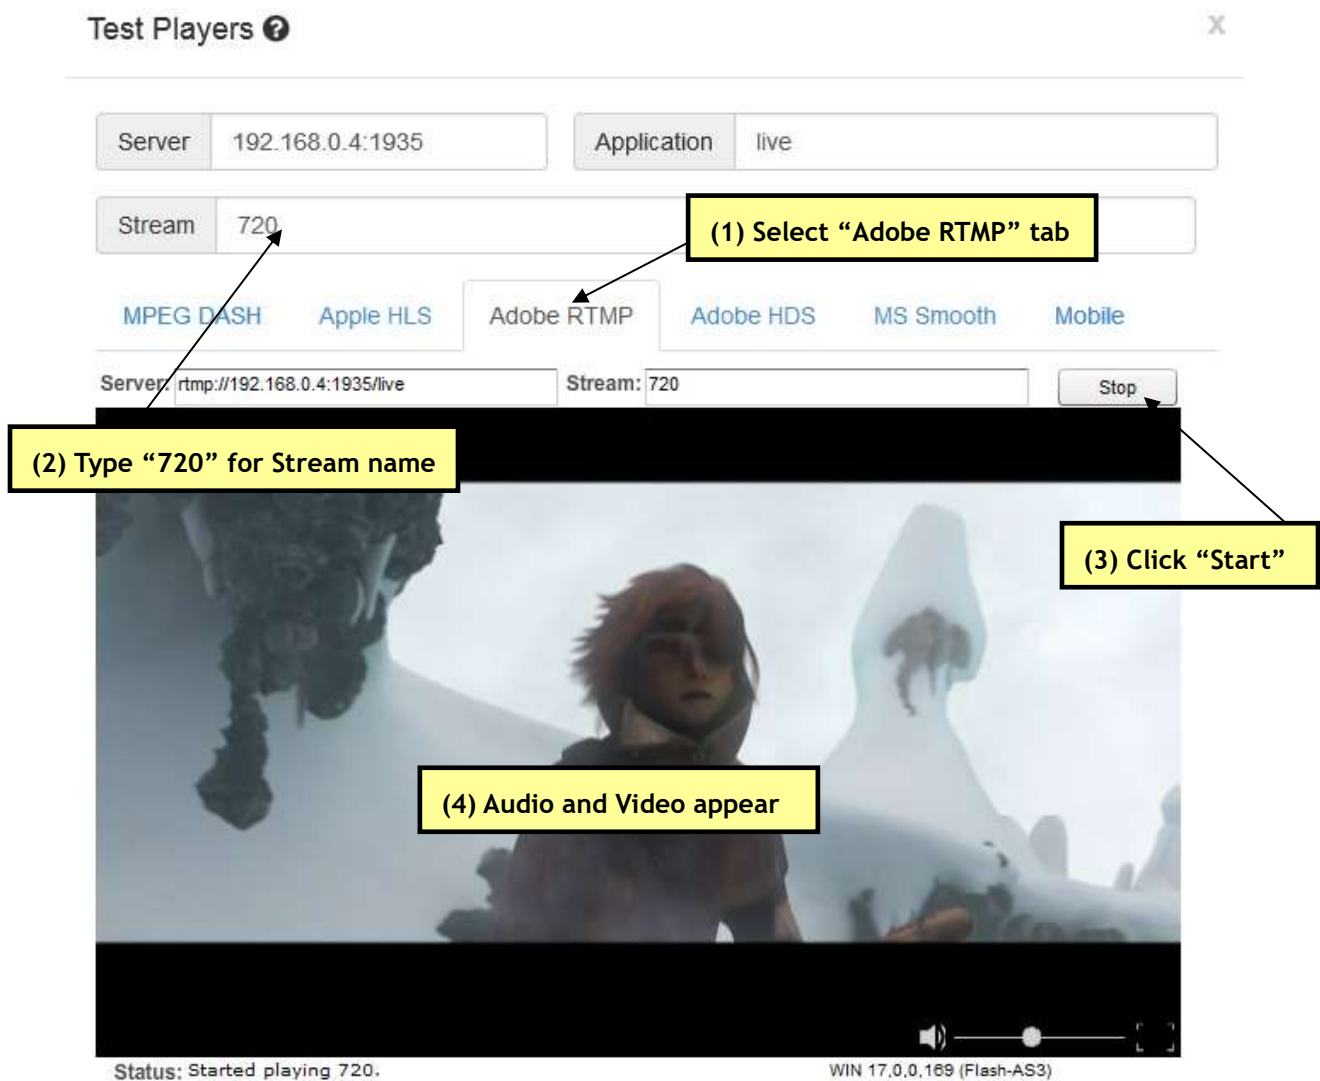 Test Players ?
X
Server 192.168.0.4:1935 Application live
Stream 720
(1) Select “Adobe RTMP” tab
MPEG DASH Apple HLS Adobe RTMP Adobe HDS MS Smooth Mobile
Server: rtmp://192.168.0.4:1935/live Stream: 720 Stop
(2) Type “720” for Stream name
(3) Click “Start”
(4) Audio and Video appear
Status: Started playing 720.
WIN 17,0,0,169 (Flash-AS3)